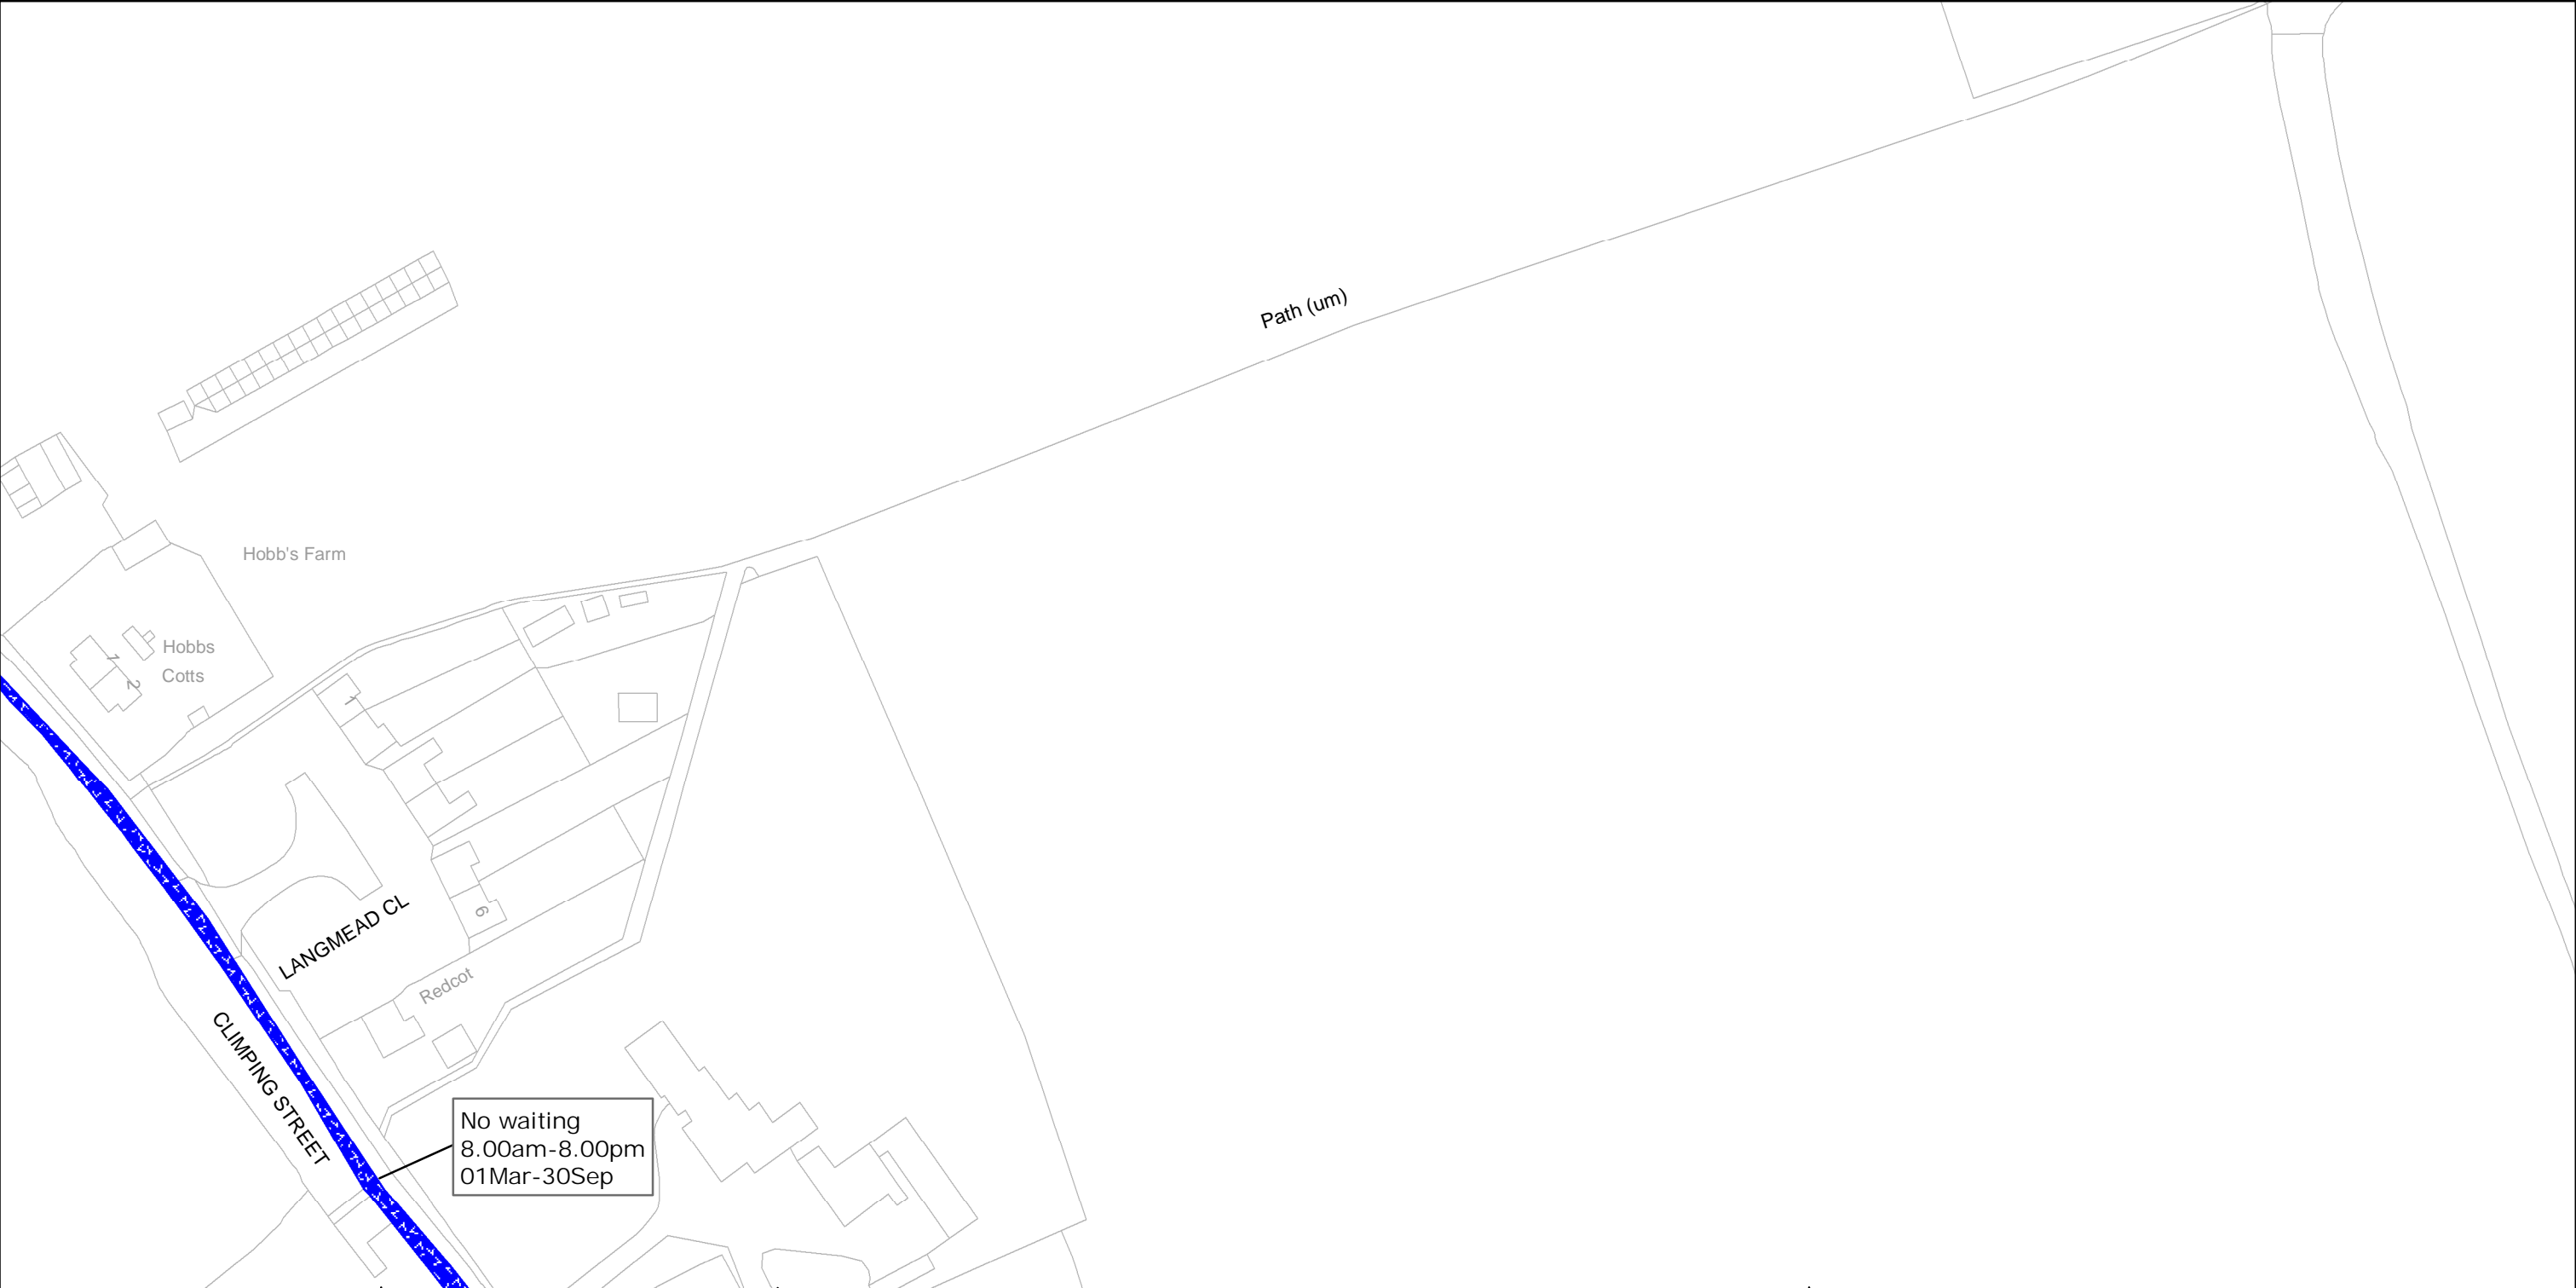 Path (um)
Hobb's Farm
Hobbs
Cotts
1
2
1
6
LANGMEAD CL
Redcot
CLIMPING STREET
No waiting
8.00am-8.00pm
01Mar-30Sep